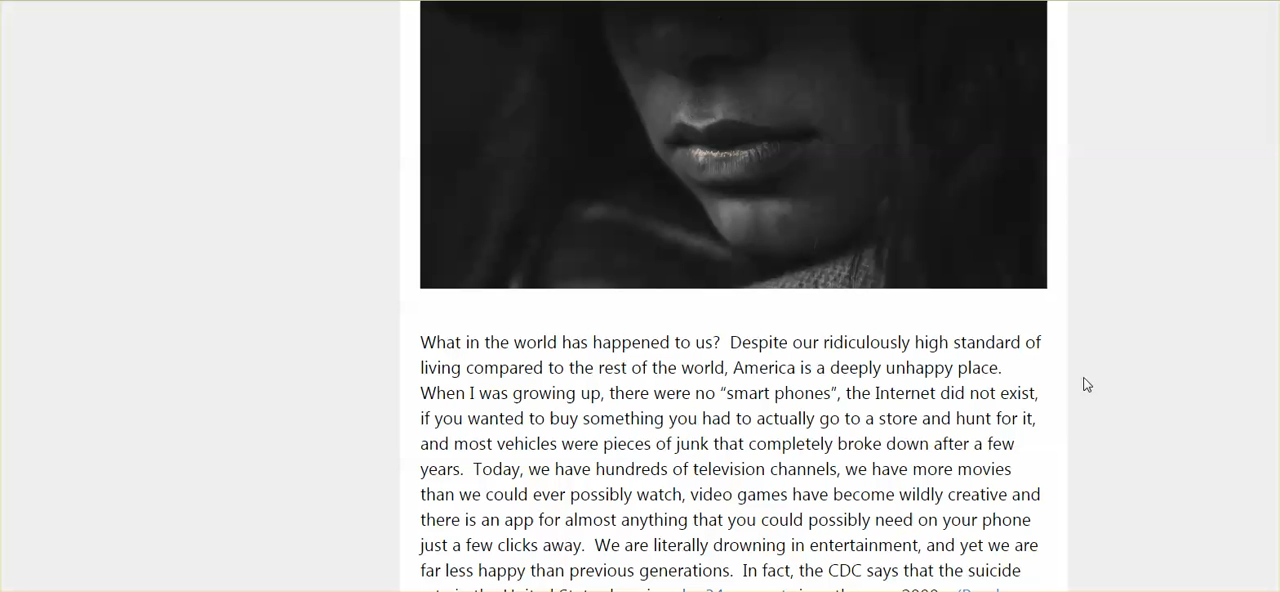 What in the world has happened to us?  Despite our ridiculously high standard of
living compared to the rest of the world, America is a deeply unhappy place.
When I was growing up, there were no “smart phones”, the Internet did not exist,
if you wanted to buy something you had to actually go to a store and hunt for it,
and most vehicles were pieces of junk that completely broke down after a few
years.  Today, we have hundreds of television channels, we have more movies
than we could ever possibly watch, video games have become wildly creative and
there is an app for almost anything that you could possibly need on your phone
just a few clicks away.  We are literally drowning in entertainment, and yet we are
far less happy than previous generations.  In fact, the CDC says that the suicide